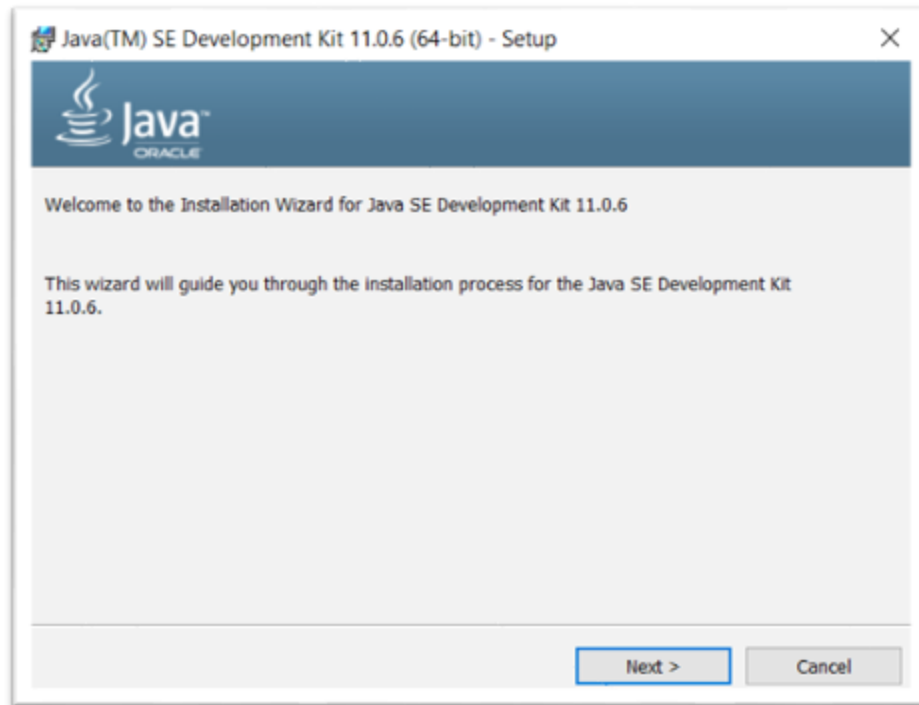 Java(TM) SE Development Kit 11.0.6 (64-bit) - Setup
Java™
ORACLE
Welcome to the Installation Wizard for Java SE Development Kit 11.0.6
This wizard will guide you through the installation process for the Java SE Development Kit
11.0.6.
Next >
Cancel